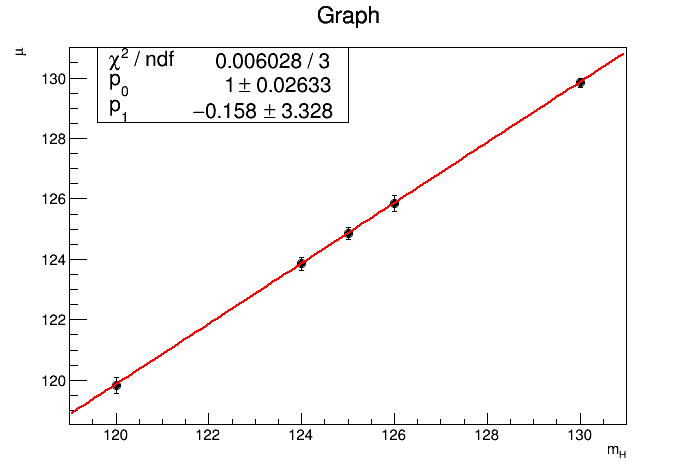 Graph
μ
χ² / ndf 0.006028 / 3
p₀ 1 ± 0.02633
p₁ −0.158 ± 3.328
130
128
126
124
122
120
120 122 124 126 128 130
m_H